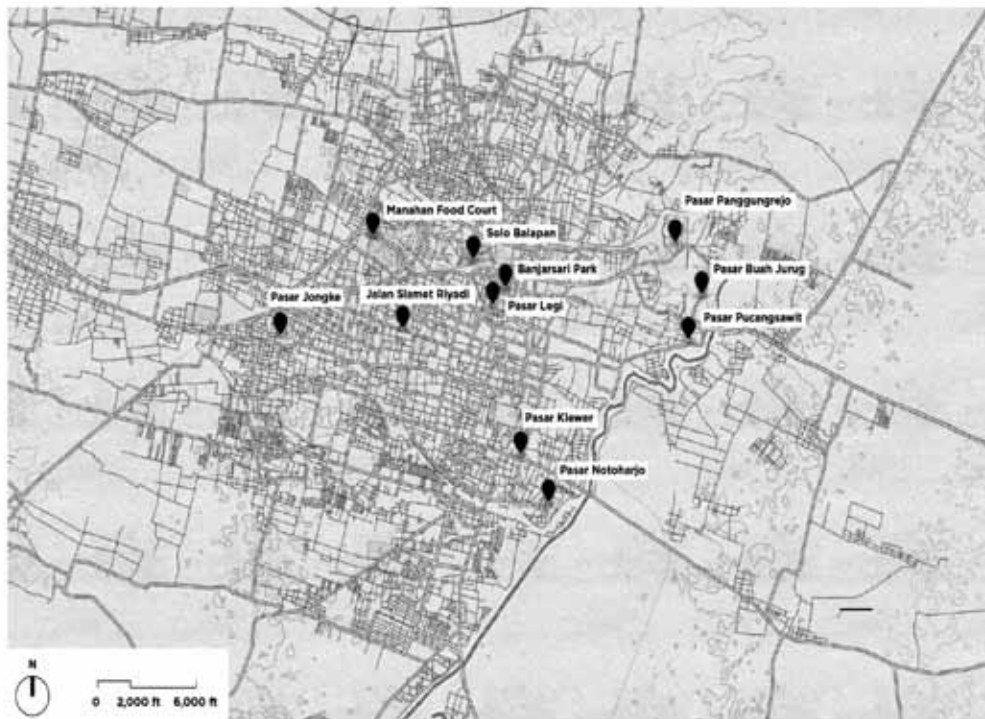 Manahan Food Court
Pasar Panggungrejo
Solo Balapan
Banjarsari Park
Pasar Buah Jurug
Pasar Jongke
Jalan Slamet Riyadi
Pasar Legi
Pasar Pucangsawit
Pasar Klewer
Pasar Notoharjo
N
0 2,000 ft 6,000 ft